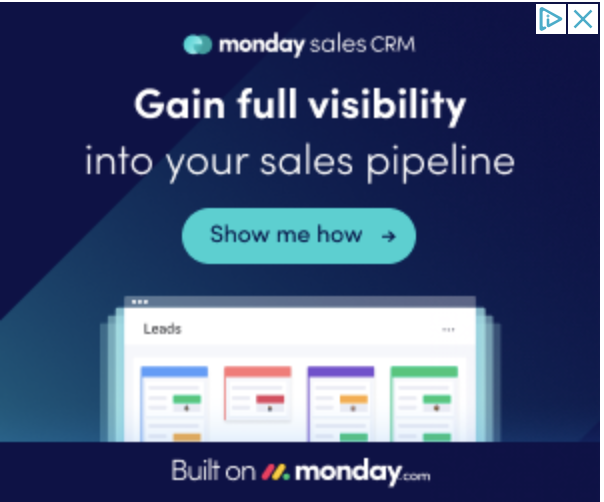 monday sales CRM
Gain full visibility
into your sales pipeline
Show me how →
Leads
Built on monday.com